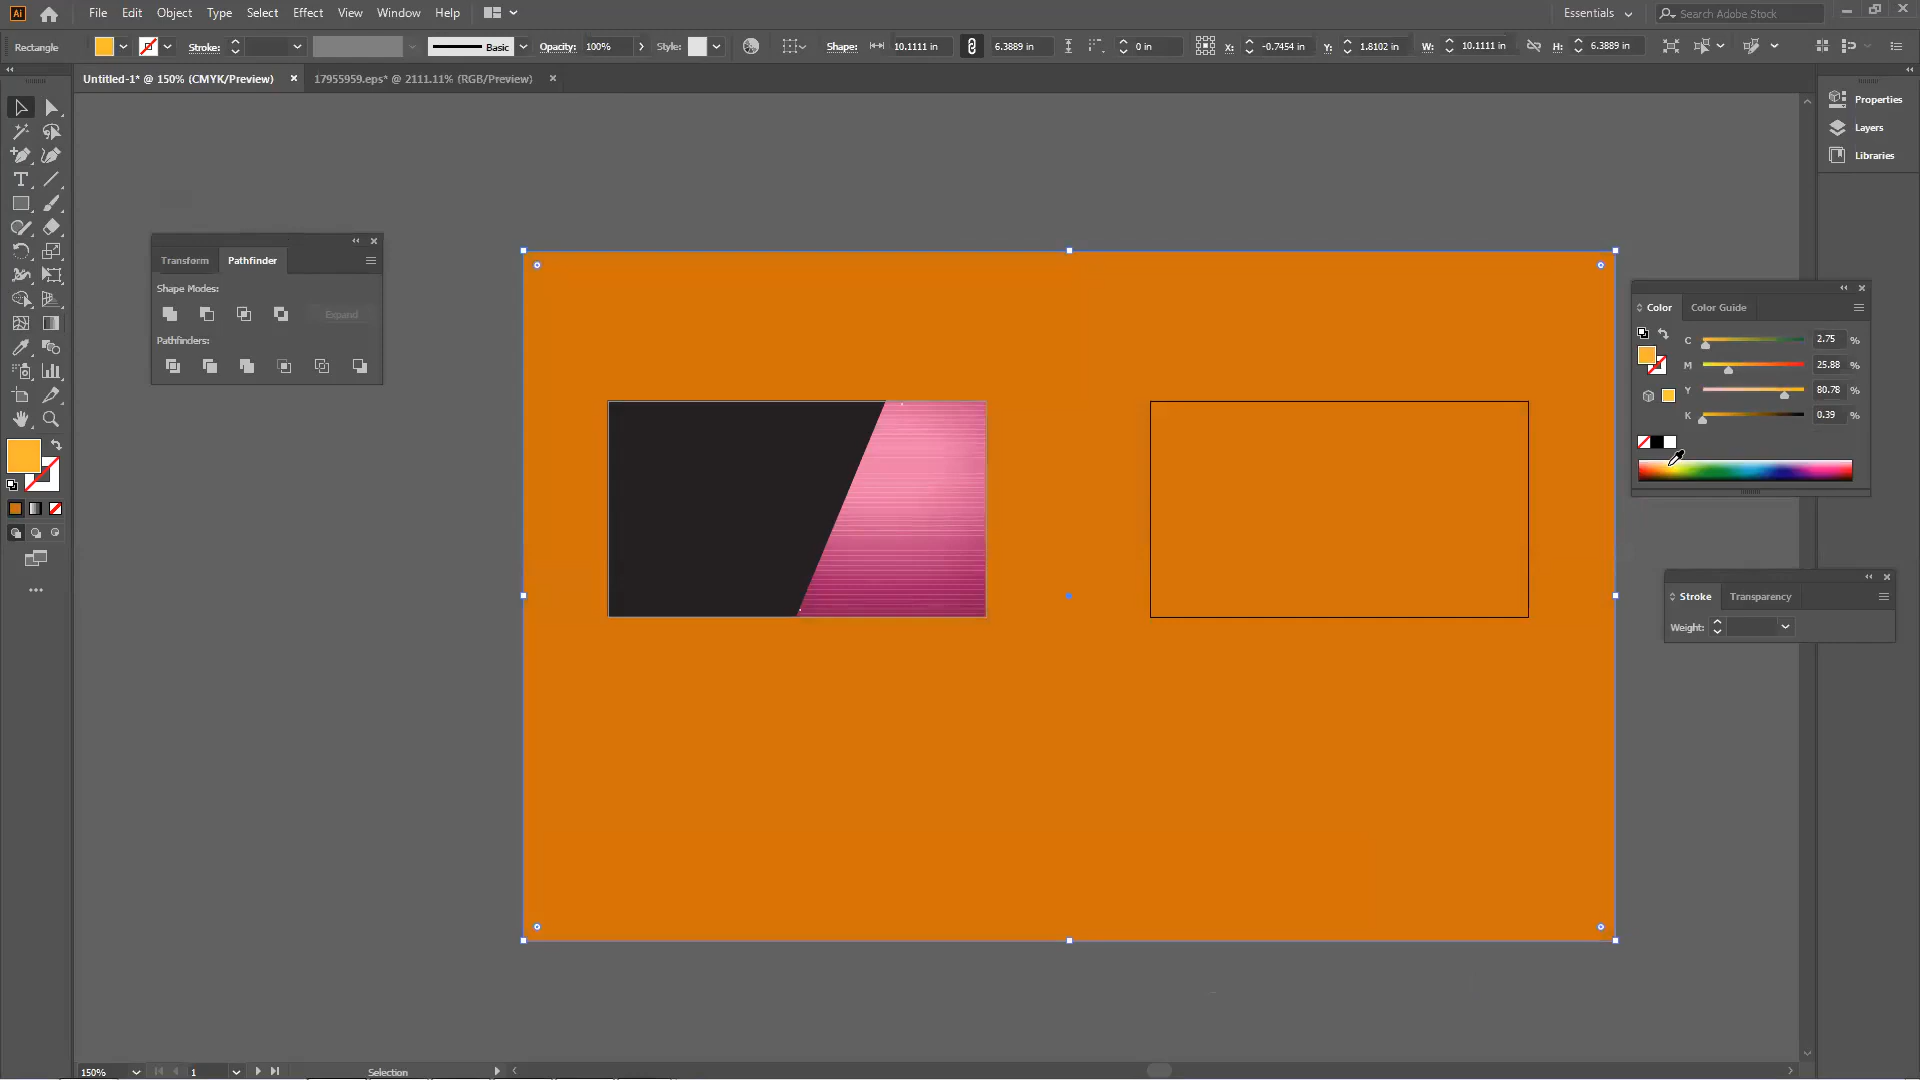 Ai File Edit Object Type Select Effect View Window Help Essentials Search Adobe Stock
Rectangle Stroke: Basic Opacity: 100% Style: Shape: 10.1111 in 6.3889 in 0 in X: -0.7454 in Y: 1.8102 in W: 10.1111 in H: 6.3889 in
Untitled-1* @ 150% (CMYK/Preview) 17955959.eps* @ 2111.11% (RGB/Preview)
Properties
Layers
Libraries
Transform Pathfinder
Shape Modes:
Expand
Pathfinders:
Color Color Guide
C 2.75 %
M 25.88 %
Y 80.78 %
K 0.39 %
Stroke Transparency
Weight:
150% 1 Selection